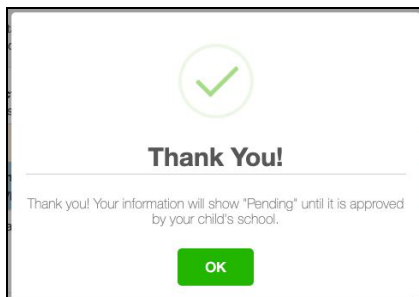 Thank You!
Thank you! Your information will show "Pending" until it is approved
by your child's school.
OK